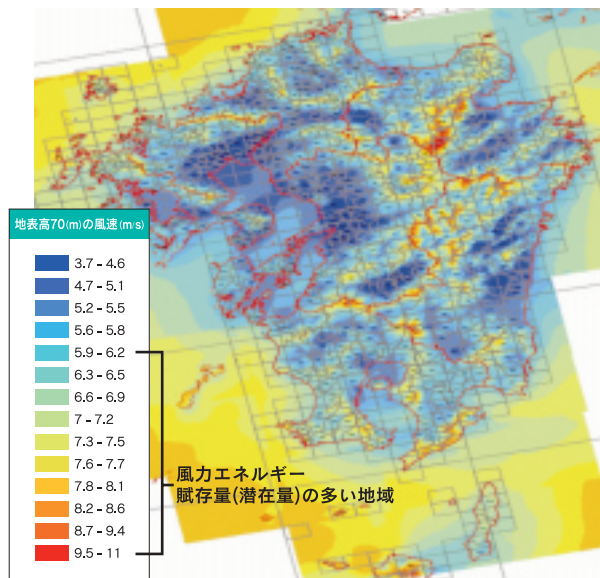 地表高70(m)の風速(m/s)
3.7 – 4.6
4.7 – 5.1
5.2 – 5.5
5.6 – 5.8
5.9 – 6.2
6.3 – 6.5
6.6 – 6.9
7 – 7.2
7.3 – 7.5
7.6 – 7.7
7.8 – 8.1
8.2 – 8.6
8.7 – 9.4
9.5 – 11
風力エネルギー
賦存量(潜在量)の多い地域